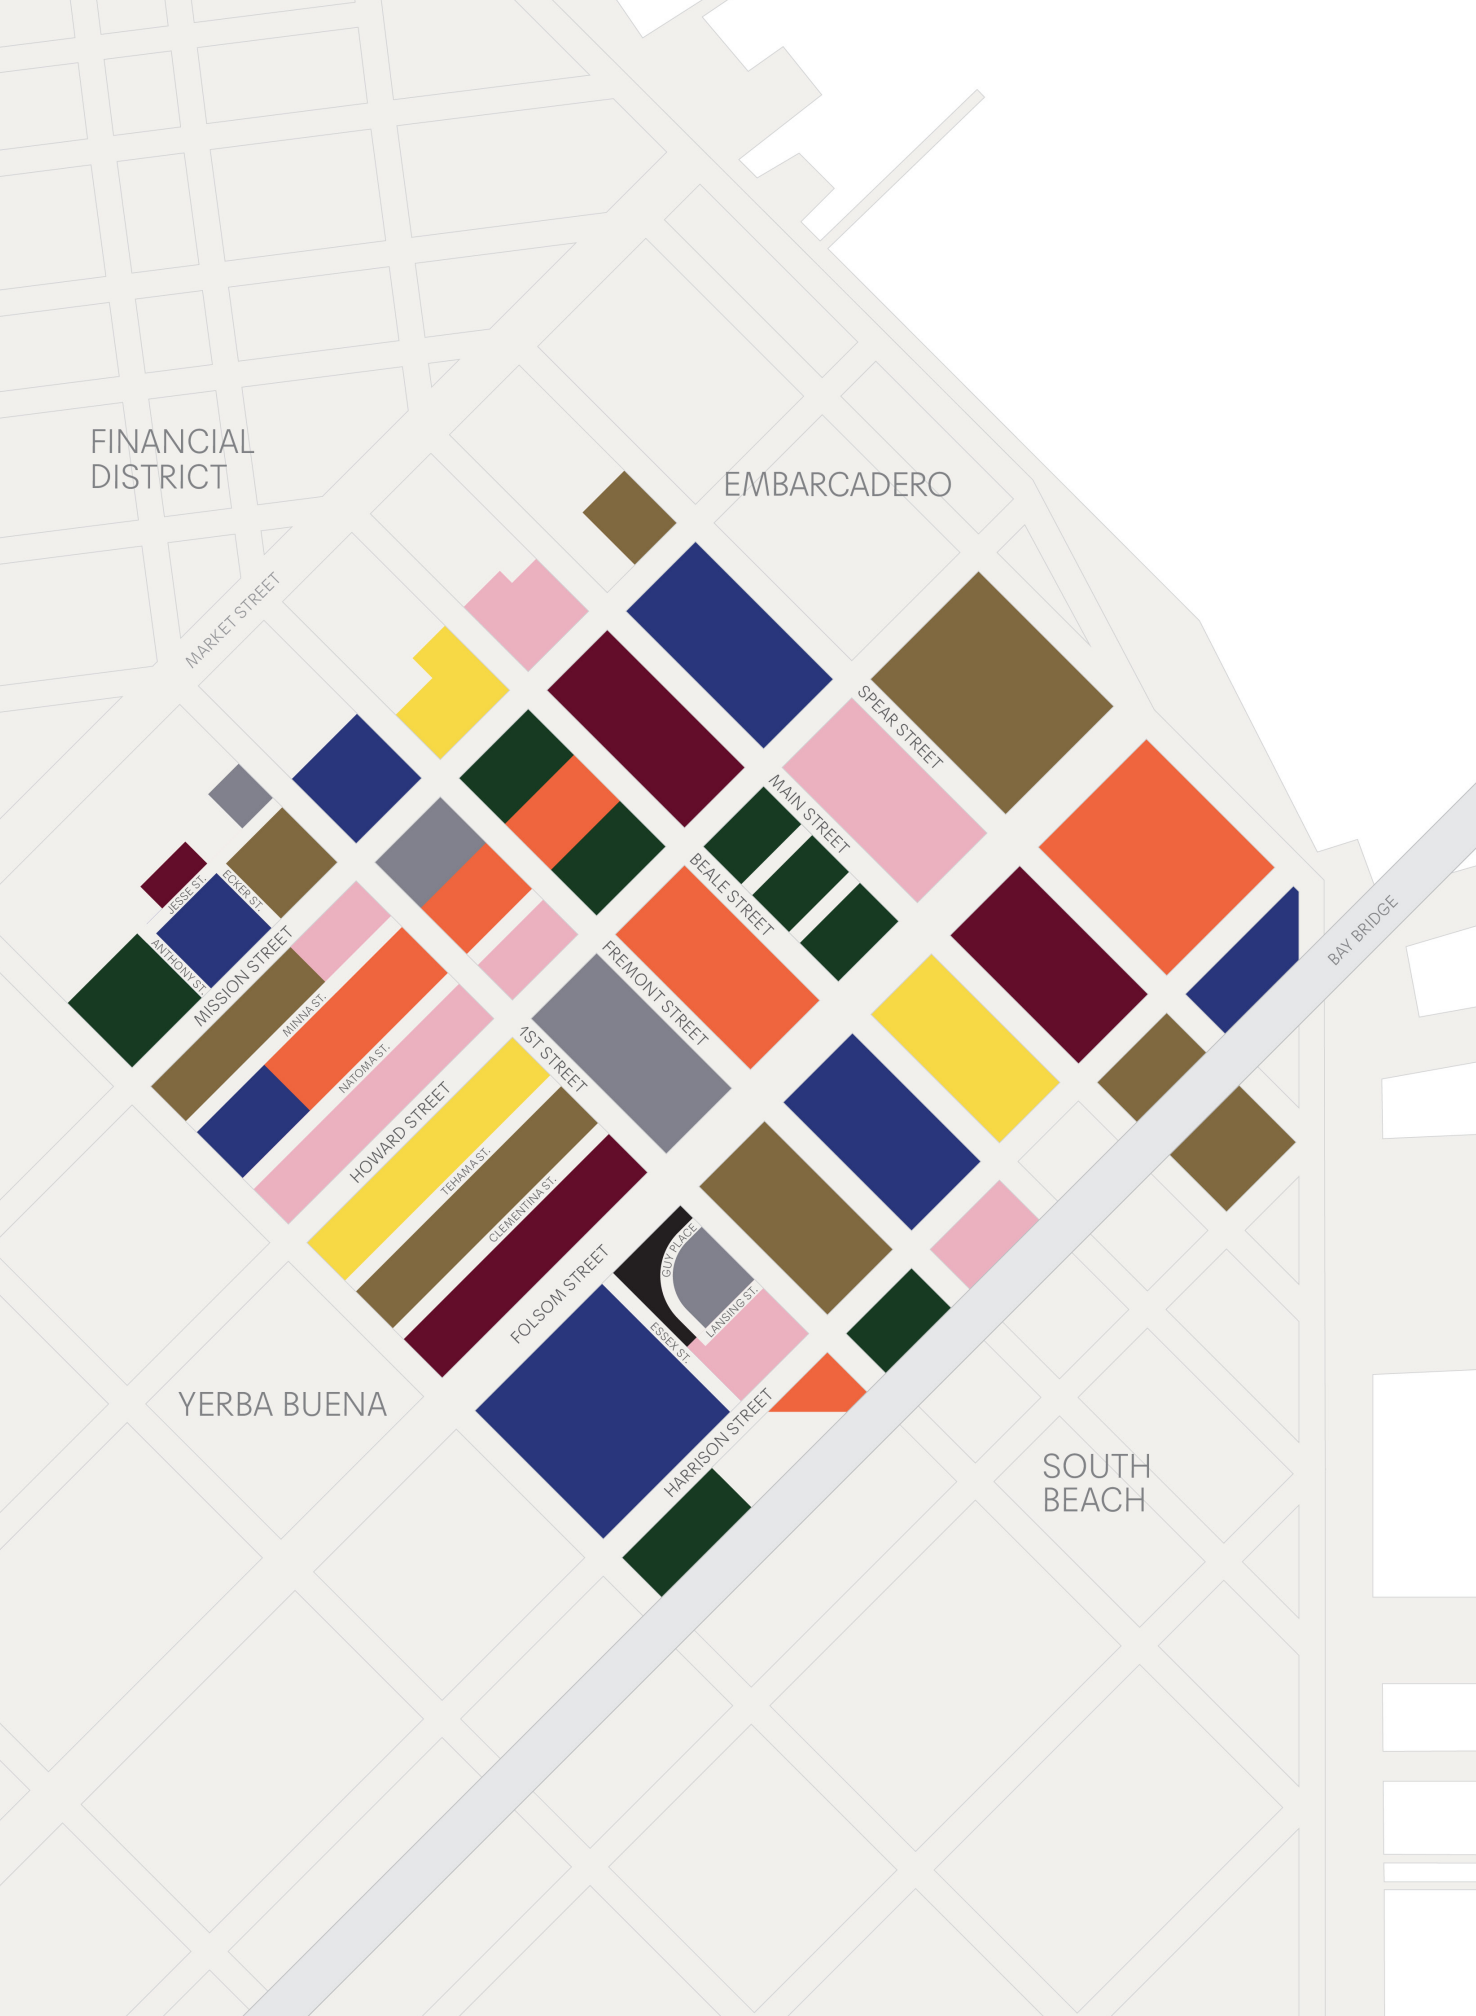 FINANCIAL
DISTRICT
EMBARCADERO
MARKET STREET
SPEAR STREET
MAIN STREET
BEALE STREET
FREMONT STREET
1ST STREET
JESSE ST.
ECKER ST.
ANTHONY ST.
MISSION STREET
MINNA ST.
NATOMA ST.
HOWARD STREET
TEHAMA ST.
CLEMENTINA ST.
FOLSOM STREET
GUY PLACE
LANSING ST.
ESSEX ST.
HARRISON STREET
BAY BRIDGE
YERBA BUENA
SOUTH
BEACH